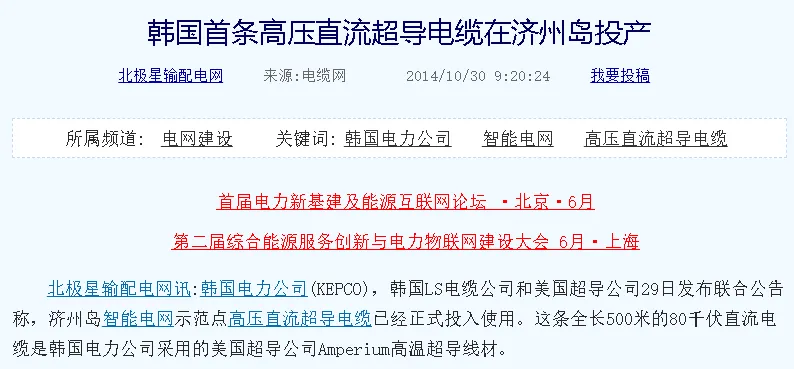 韩国首条高压直流超导电缆在济州岛投产
北极星输配电网 来源:电缆网 2014/10/30 9:20:24 我要投稿
所属频道: 电网建设 关键词: 韩国电力公司 智能电网 高压直流超导电缆
首届电力新基建及能源互联网论坛 ·北京·6月
第二届综合能源服务创新与电力物联网建设大会 6月·上海
北极星输配电网讯:韩国电力公司(KEPCO)，韩国LS电缆公司和美国超导公司29日发布联合公告
称，济州岛智能电网示范点高压直流超导电缆已经正式投入使用。这条全长500米的80千伏直流电
缆是韩国电力公司采用的美国超导公司Amperium高温超导线材。